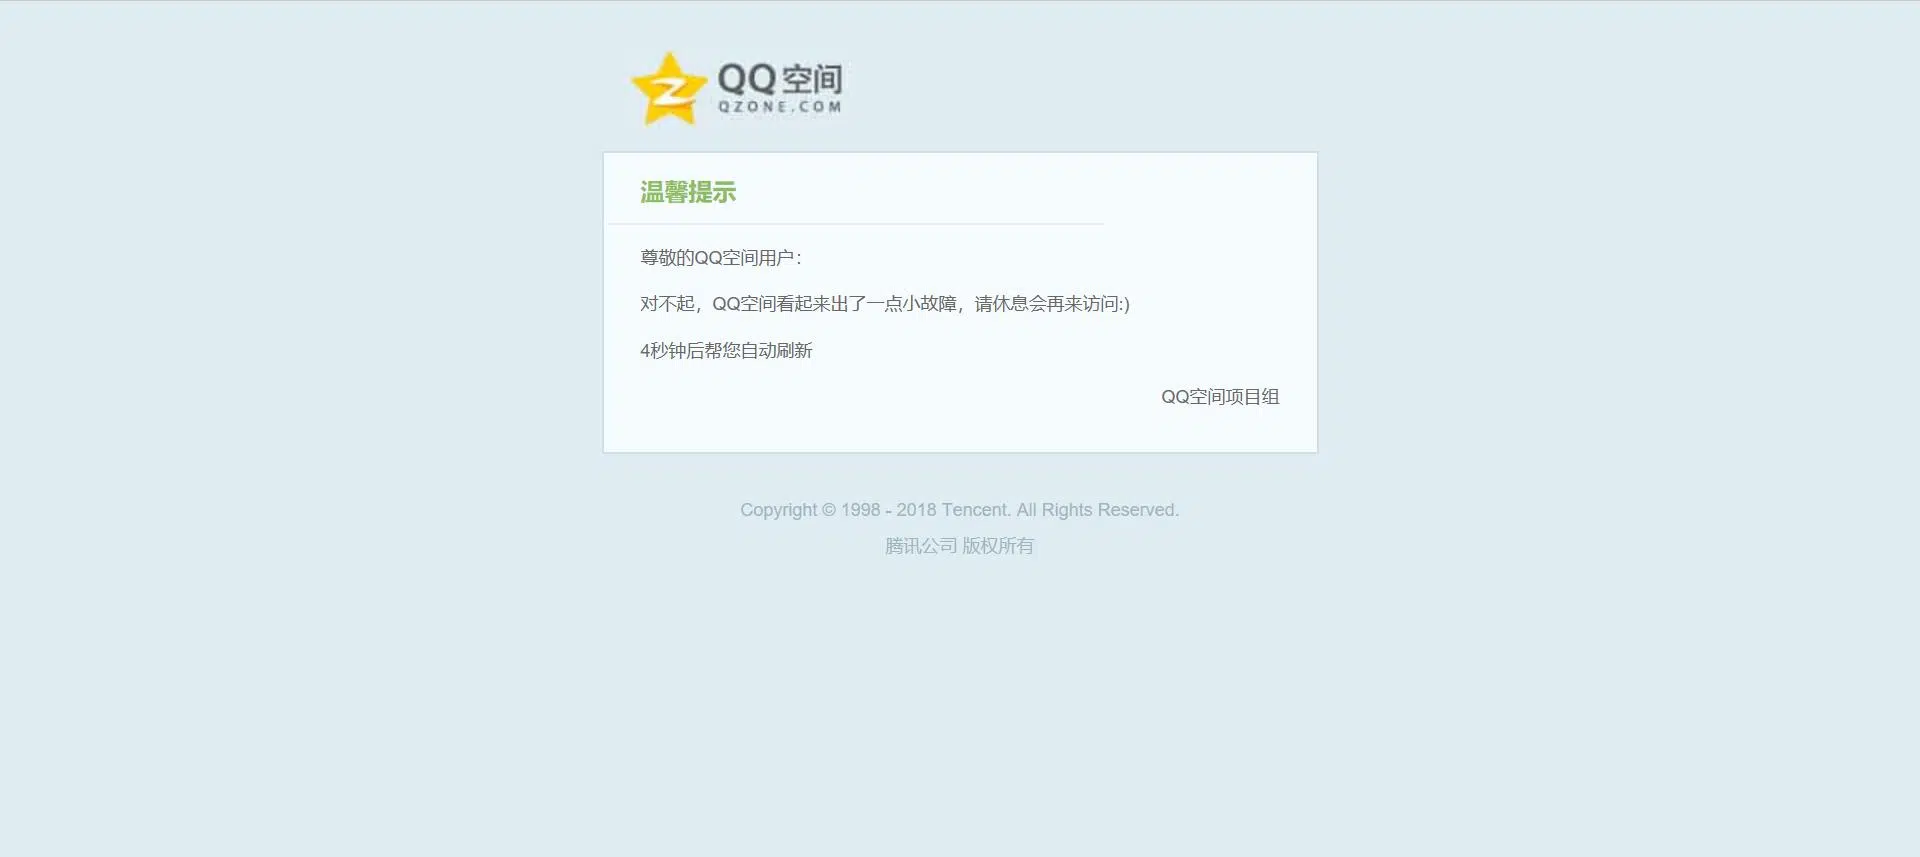 QQ空间
QZONE.COM
温馨提示
尊敬的QQ空间用户：
对不起，QQ空间看起来出了一点小故障，请休息会再来访问:)
4秒钟后帮您自动刷新
QQ空间项目组
Copyright © 1998 - 2018 Tencent. All Rights Reserved.
腾讯公司 版权所有